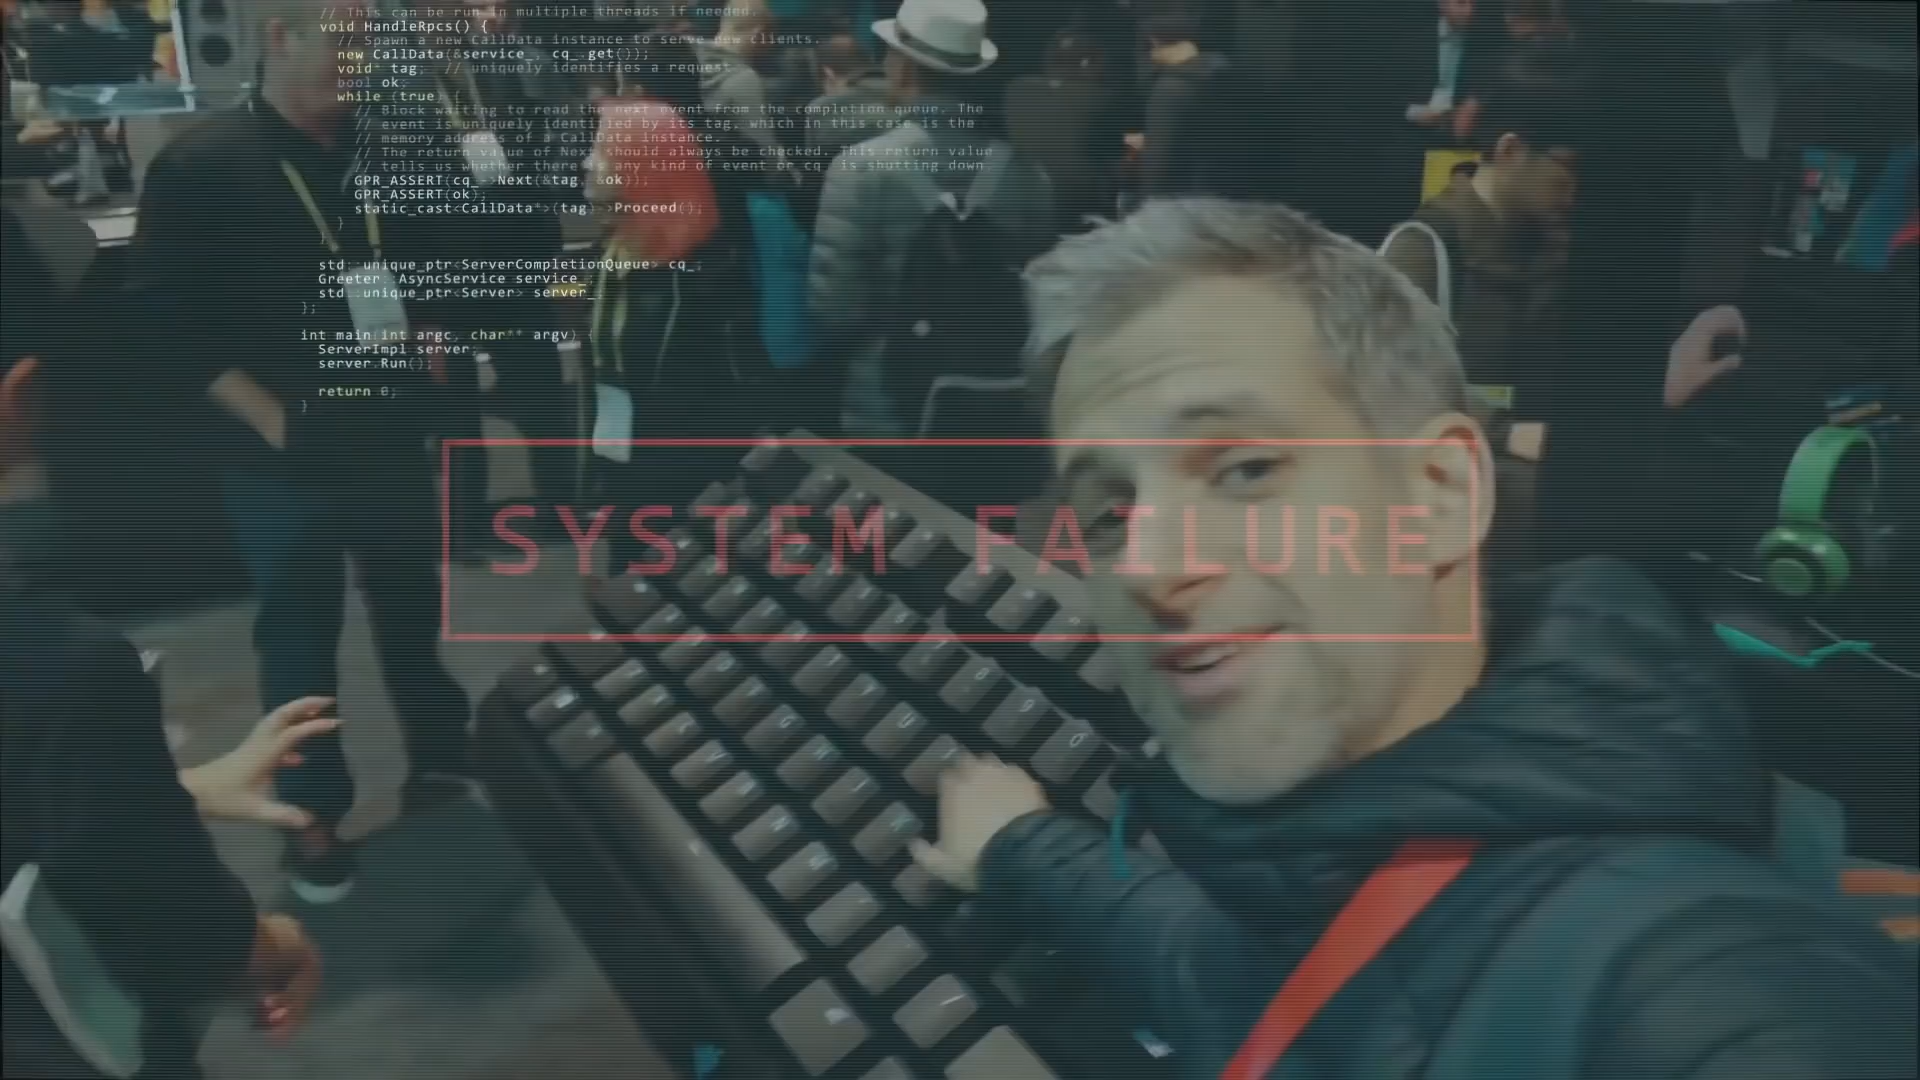 // This can be run in multiple threads if needed.
void HandleRpcs() {
// Spawn a new CallData instance to serve new clients.
new CallData(&service_, cq_.get());
void* tag;  // uniquely identifies a request.
bool ok;
while (true) {
// Block waiting to read the next event from the completion queue. The
// event is uniquely identified by its tag, which in this case is the
// memory address of a CallData instance.
// The return value of Next should always be checked. This return value
// tells us whether there is any kind of event or cq_ is shutting down.
GPR_ASSERT(cq_->Next(&tag, &ok));
GPR_ASSERT(ok);
static_cast<CallData*>(tag)->Proceed();
}
}
std::unique_ptr<ServerCompletionQueue> cq_;
Greeter::AsyncService service_;
std::unique_ptr<Server> server_;
};
int main(int argc, char** argv) {
ServerImpl server;
server.Run();
return 0;
}
SYSTEM FAILURE